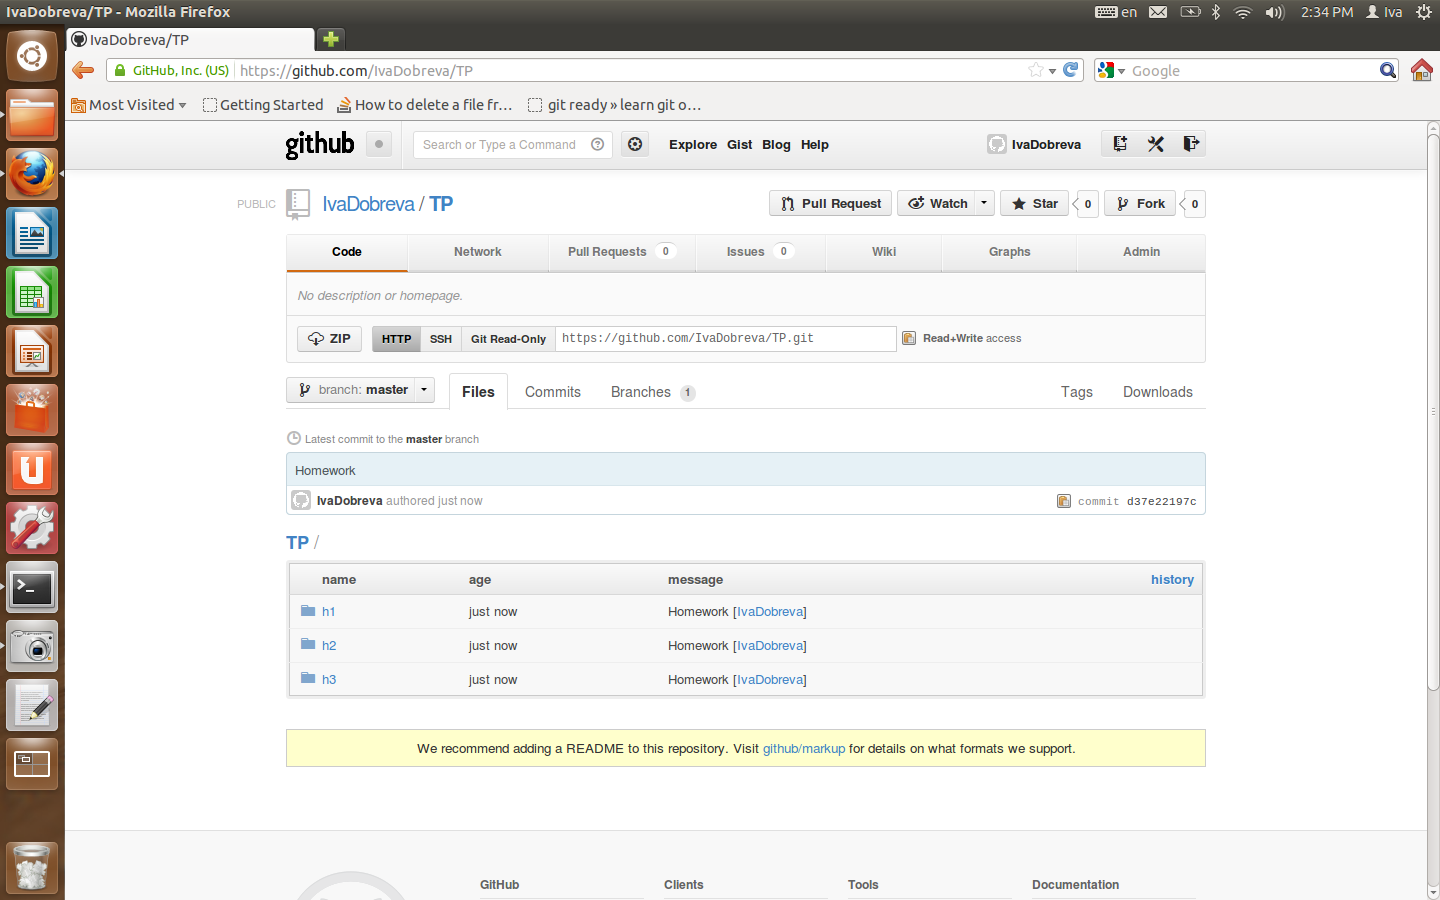 IvaDobreva/TP - Mozilla Firefox
en
2:34 PM
Iva
IvaDobreva/TP
GitHub, Inc. (US)
https://github.com/IvaDobreva/TP
Google
Most Visited
Getting Started
How to delete a file fr...
git ready » learn git o...
github
Search or Type a Command
Explore
Gist
Blog
Help
IvaDobreva
PUBLIC
IvaDobreva / TP
Pull Request
Watch
Star
0
Fork
0
Code
Network
Pull Requests 0
Issues 0
Wiki
Graphs
Admin
No description or homepage.
ZIP
HTTP
SSH
Git Read-Only
https://github.com/IvaDobreva/TP.git
Read+Write access
branch: master
Files
Commits
Branches 1
Tags
Downloads
Latest commit to the master branch
Homework
IvaDobreva authored just now
commit d37e22197c
TP /
name age message history
h1 just now Homework [IvaDobreva]
h2 just now Homework [IvaDobreva]
h3 just now Homework [IvaDobreva]
We recommend adding a README to this repository. Visit github/markup for details on what formats we support.
GitHub
Clients
Tools
Documentation